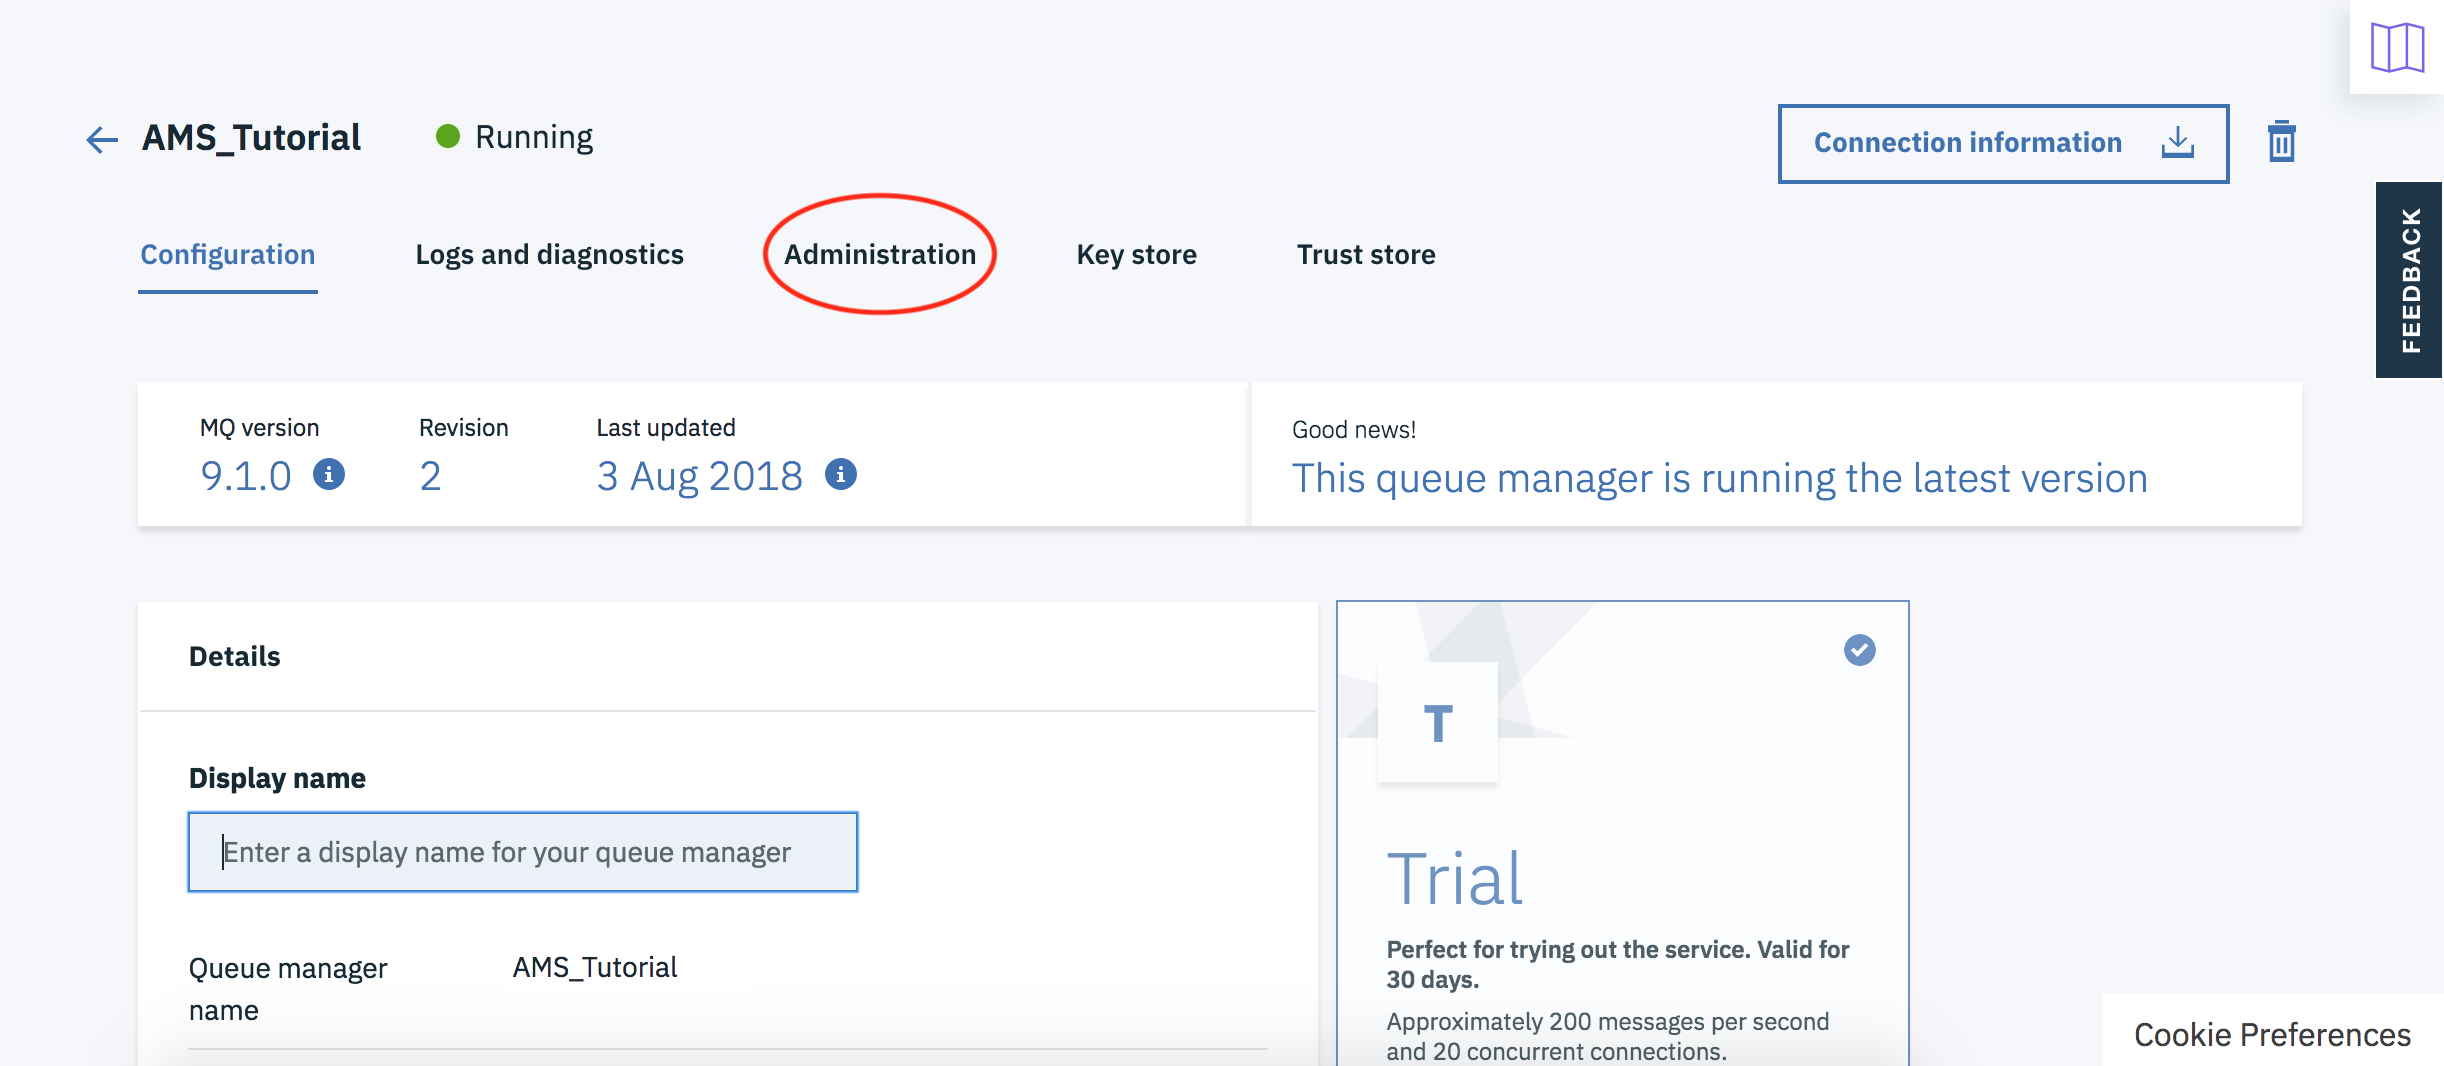 AMS_Tutorial
Running
Connection information
Configuration
Logs and diagnostics
Administration
Key store
Trust store
FEEDBACK
MQ version
Revision
Last updated
9.1.0
2
3 Aug 2018
Good news!
This queue manager is running the latest version
Details
Display name
Enter a display name for your queue manager
Queue manager
name
AMS_Tutorial
T
Trial
Perfect for trying out the service. Valid for
30 days.
Approximately 200 messages per second
and 20 concurrent connections.
Cookie Preferences